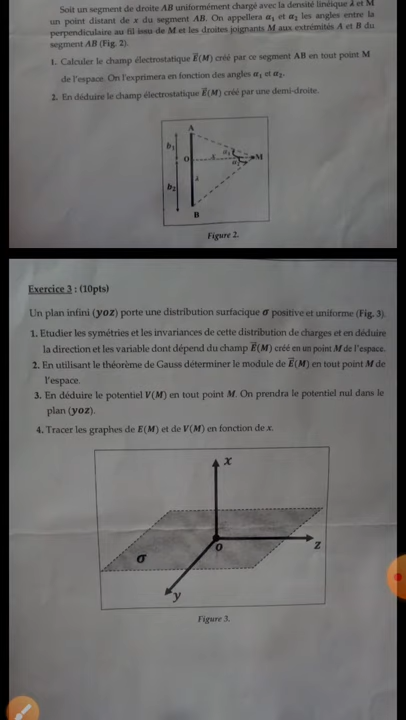 Soit un segment de droite AB uniformément chargé avec la densité linéique λ et M
un point distant de x du segment AB. On appellera α₁ et α₂ les angles entre la
perpendiculaire au fil issu de M et les droites joignants M aux extrémités A et B du
segment AB (Fig. 2).
1. Calculer le champ électrostatique E⃗(M) créé par ce segment AB en tout point M
de l'espace. On l'exprimera en fonction des angles α₁ et α₂.
2. En déduire le champ électrostatique E⃗(M) créé par une demi-droite.
A
b₁
O
x
α₁
M
α₂
λ
b₂
B
Figure 2.
Exercice 3 : (10pts)
Un plan infini (yoz) porte une distribution surfacique σ positive et uniforme (Fig. 3).
1. Etudier les symétries et les invariances de cette distribution de charges et en déduire
la direction et les variable dont dépend du champ E⃗(M) créé en un point M de l'espace.
2. En utilisant le théorème de Gauss déterminer le module de E⃗(M) en tout point M de
l'espace.
3. En déduire le potentiel V(M) en tout point M. On prendra le potentiel nul dans le
plan (yoz).
4. Tracer les graphes de E(M) et de V(M) en fonction de x.
x
σ
O
z
y
Figure 3.